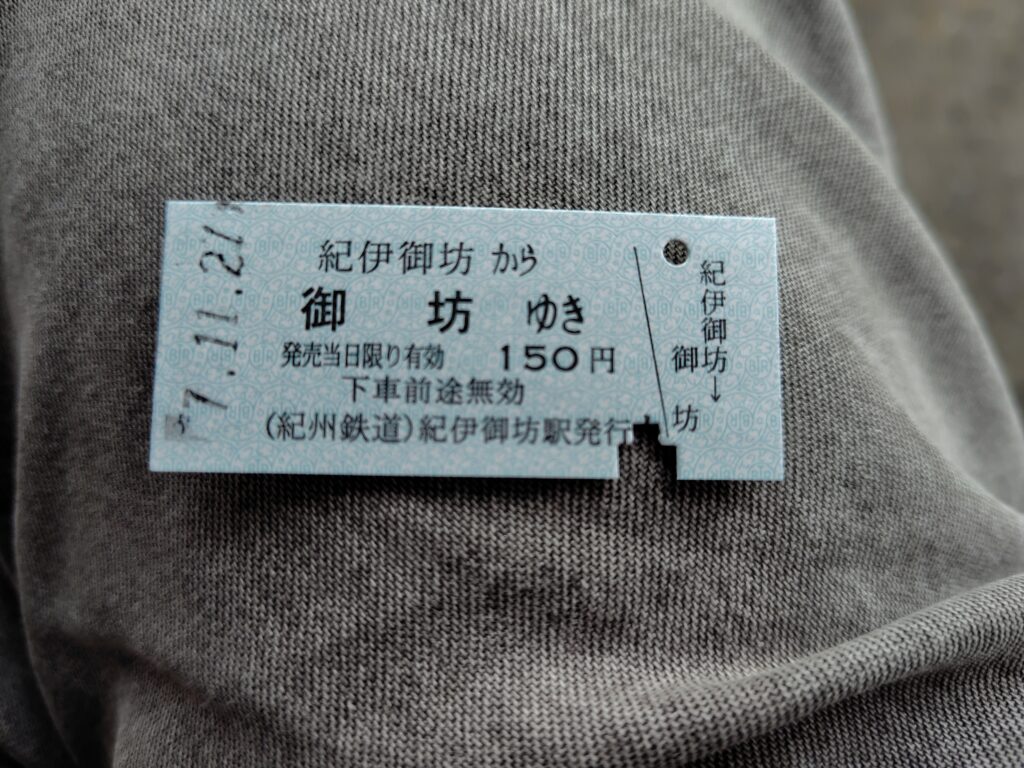 7.11.21
紀伊御坊 から
御 坊 ゆき
発売当日限り有効 150円
下車前途無効
(紀州鉄道)紀伊御坊駅発行
紀伊御坊→
御 坊